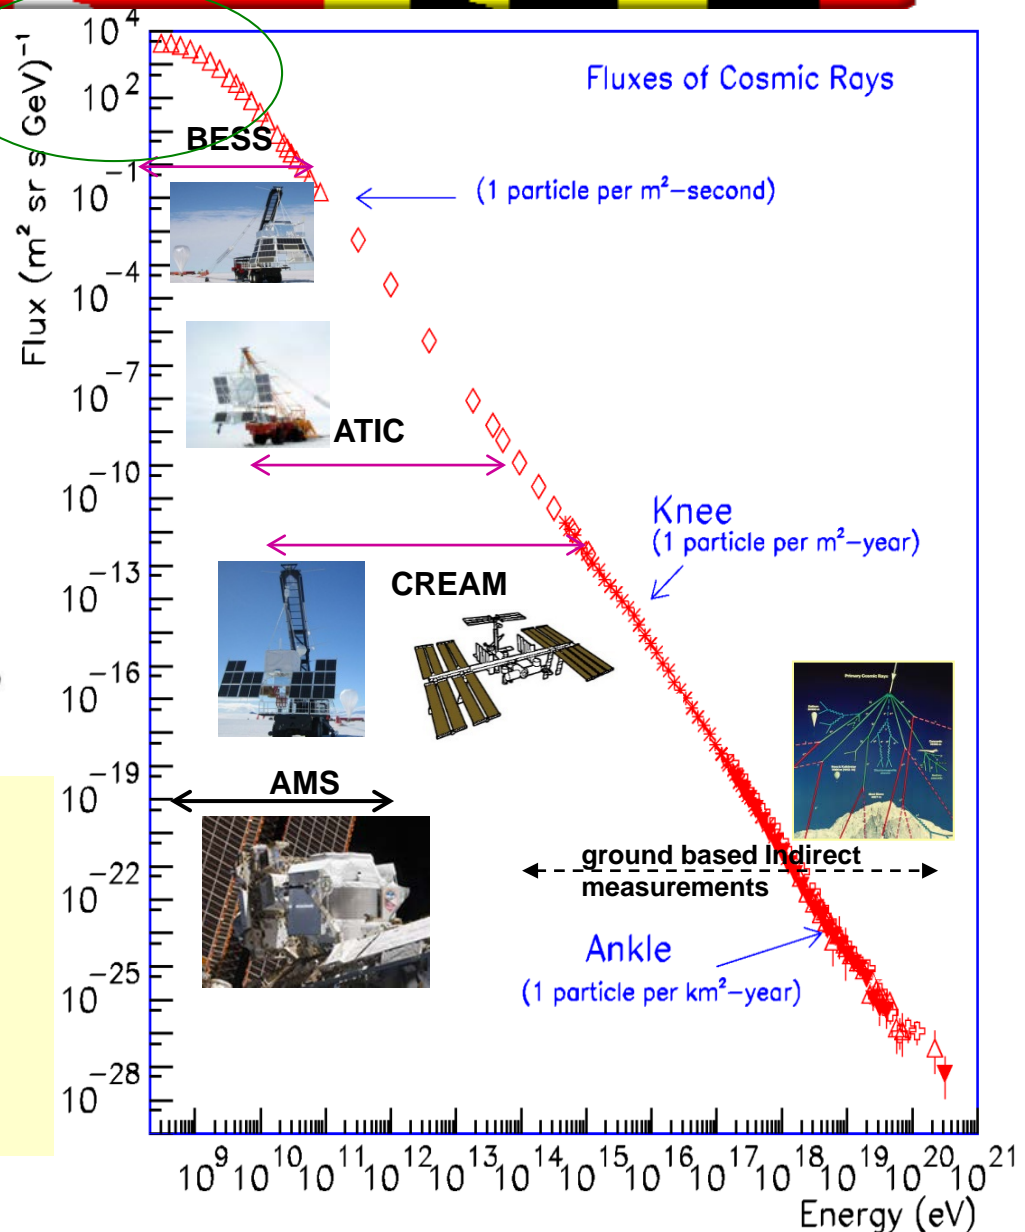 Fluxes of Cosmic Rays
Flux (m² sr s GeV)⁻¹
10⁴
10²
10⁻¹
10⁻⁴
10⁻⁷
10⁻¹⁰
10⁻¹³
10⁻¹⁶
10⁻¹⁹
10⁻²²
10⁻²⁵
10⁻²⁸
BESS
(1 particle per m²-second)
ATIC
Knee
(1 particle per m²-year)
CREAM
Primary Cosmic Rays
AMS
ground based Indirect
measurements
Ankle
(1 particle per km²-year)
10⁹ 10¹⁰ 10¹¹ 10¹² 10¹³ 10¹⁴ 10¹⁵ 10¹⁶ 10¹⁷ 10¹⁸ 10¹⁹ 10²⁰ 10²¹
Energy (eV)